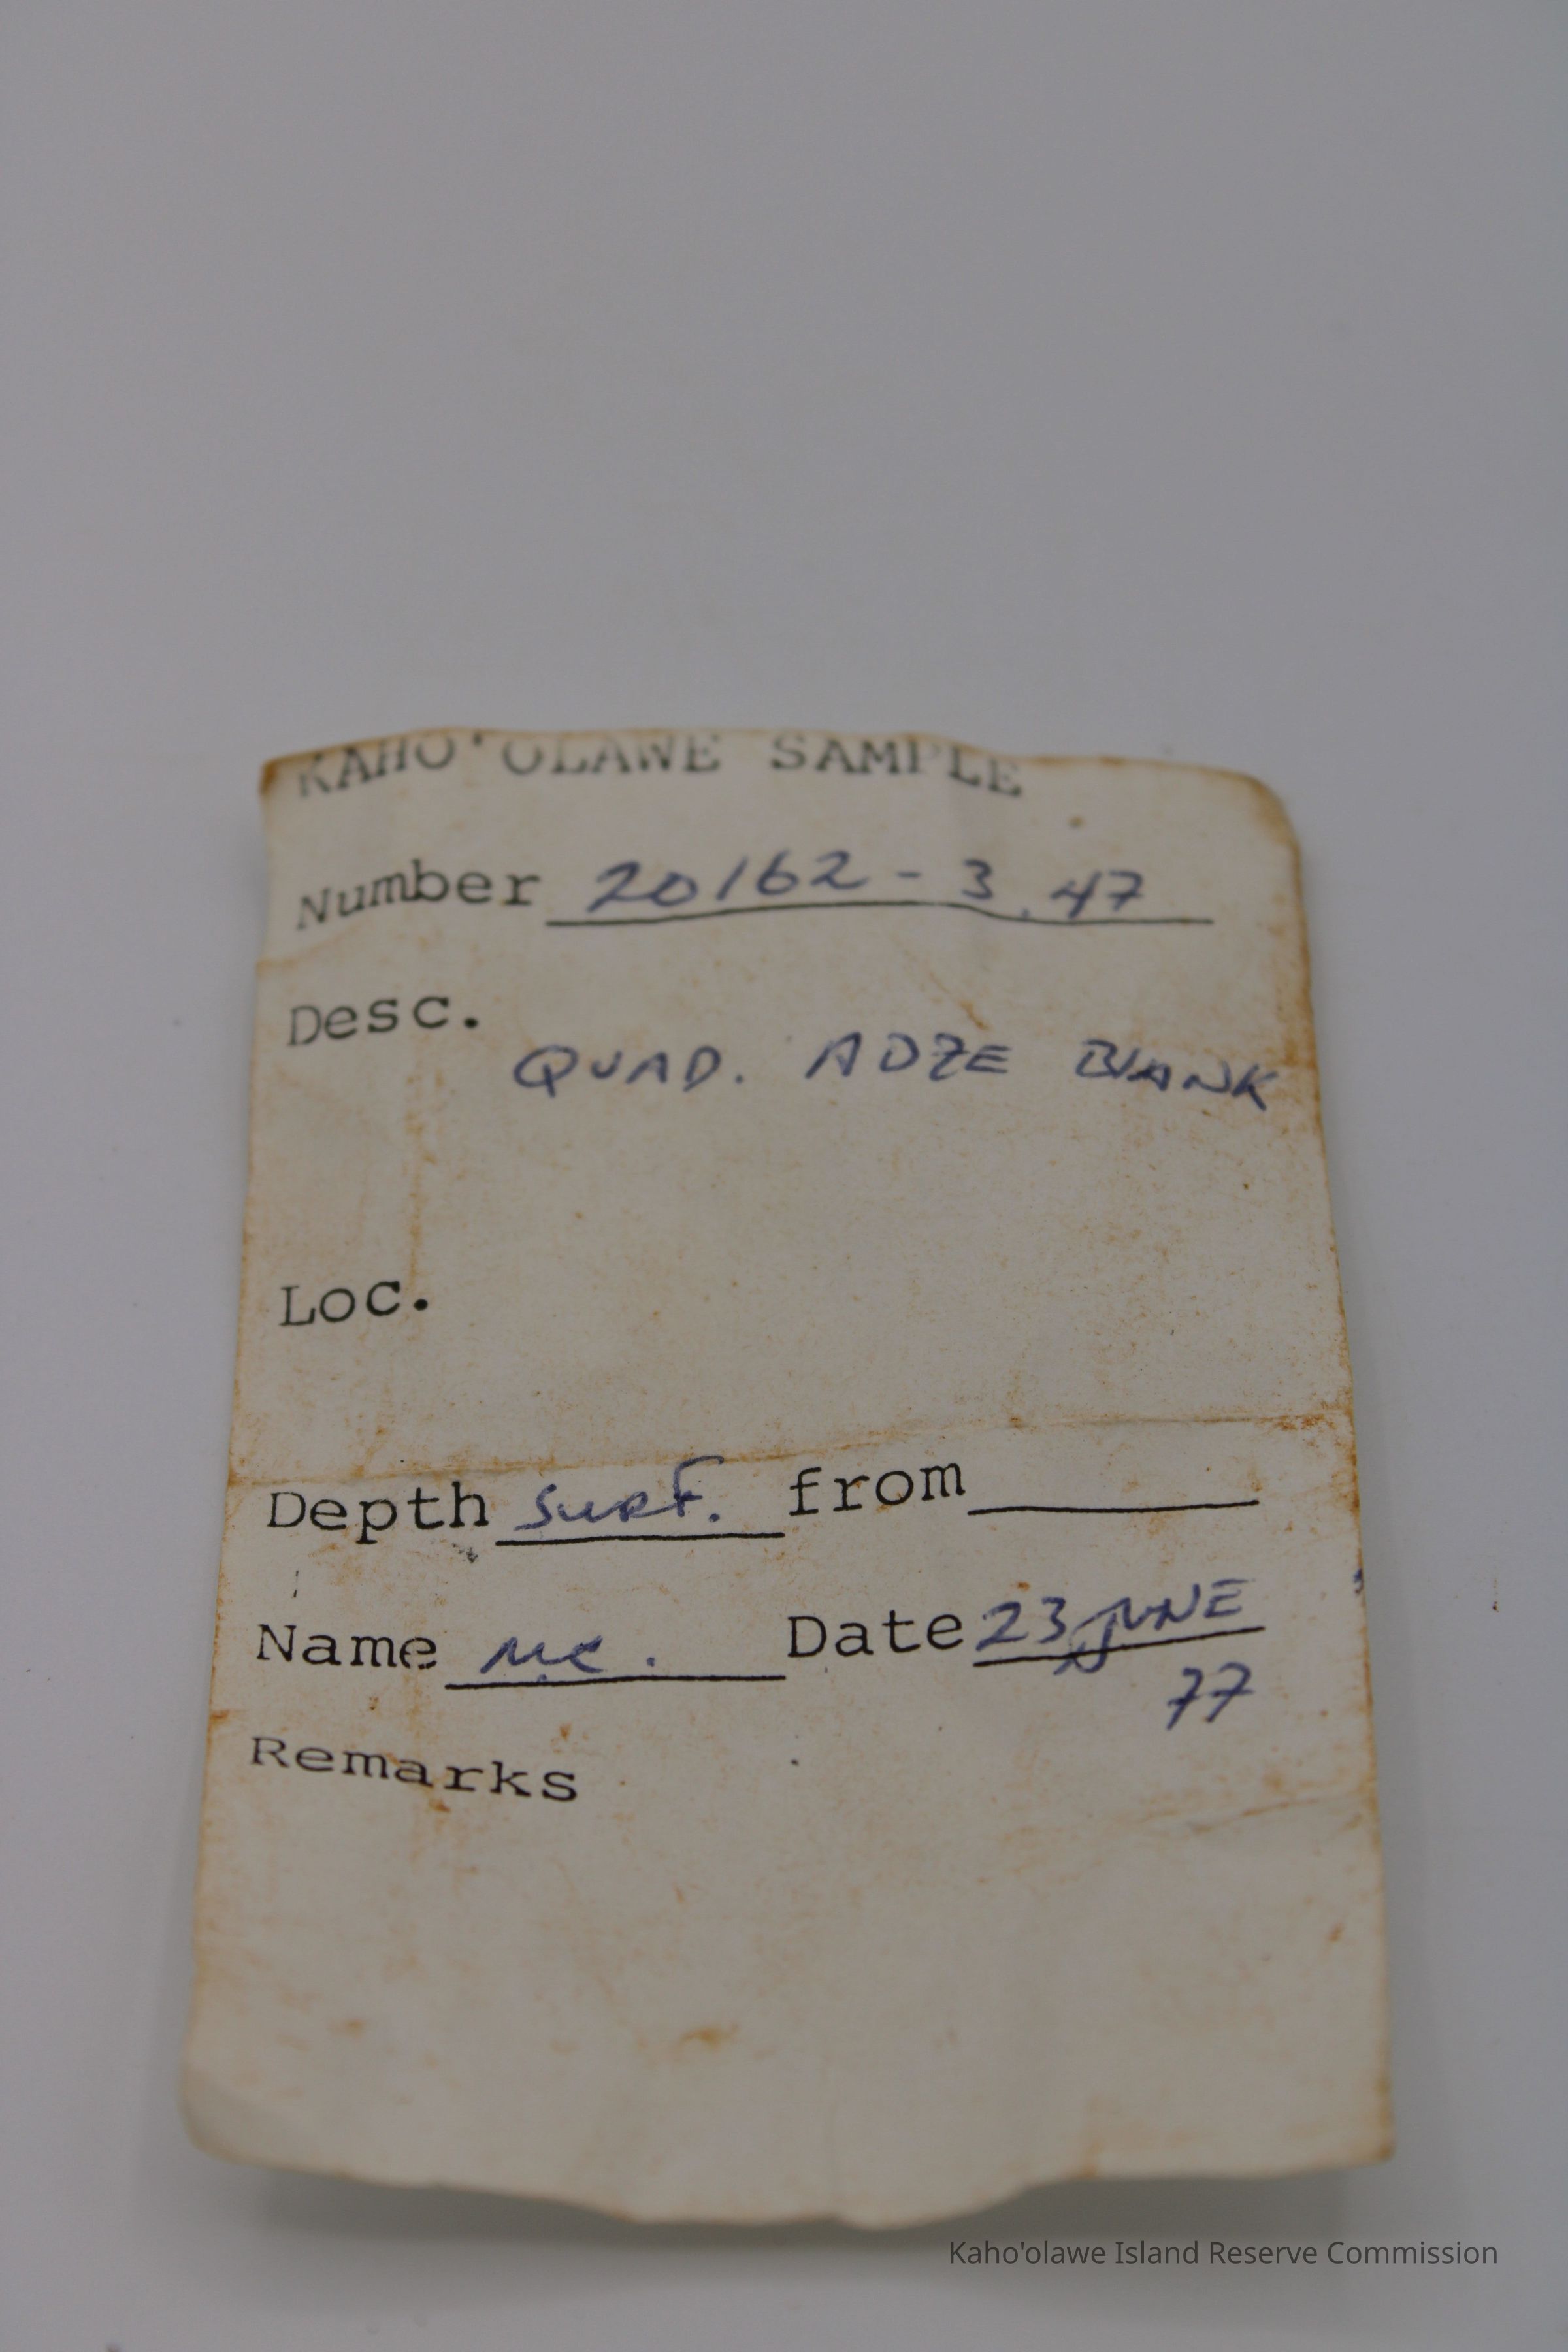 KAHO'OLAWE SAMPLE
Number 20162 - 3.47
Desc.
QUAD. ADZE BLANK
Loc.
Depth SURF. from
Name MC. Date 23 JUNE
77
Remarks
Kaho'olawe Island Reserve Commission